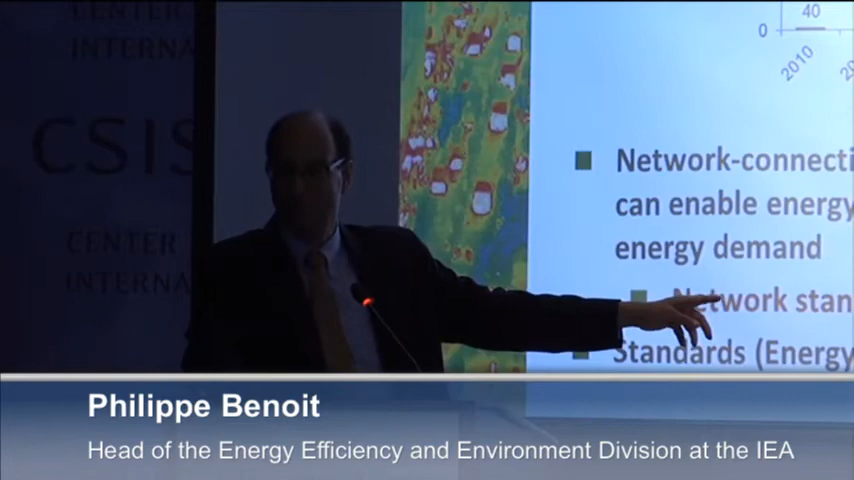 CENTER
INTERNA
CSIS
CENTER
INTERNA
40
0
2010
Network-connecti
can enable energy
energy demand
Network stan
Standards (Energy
Philippe Benoit
Head of the Energy Efficiency and Environment Division at the IEA